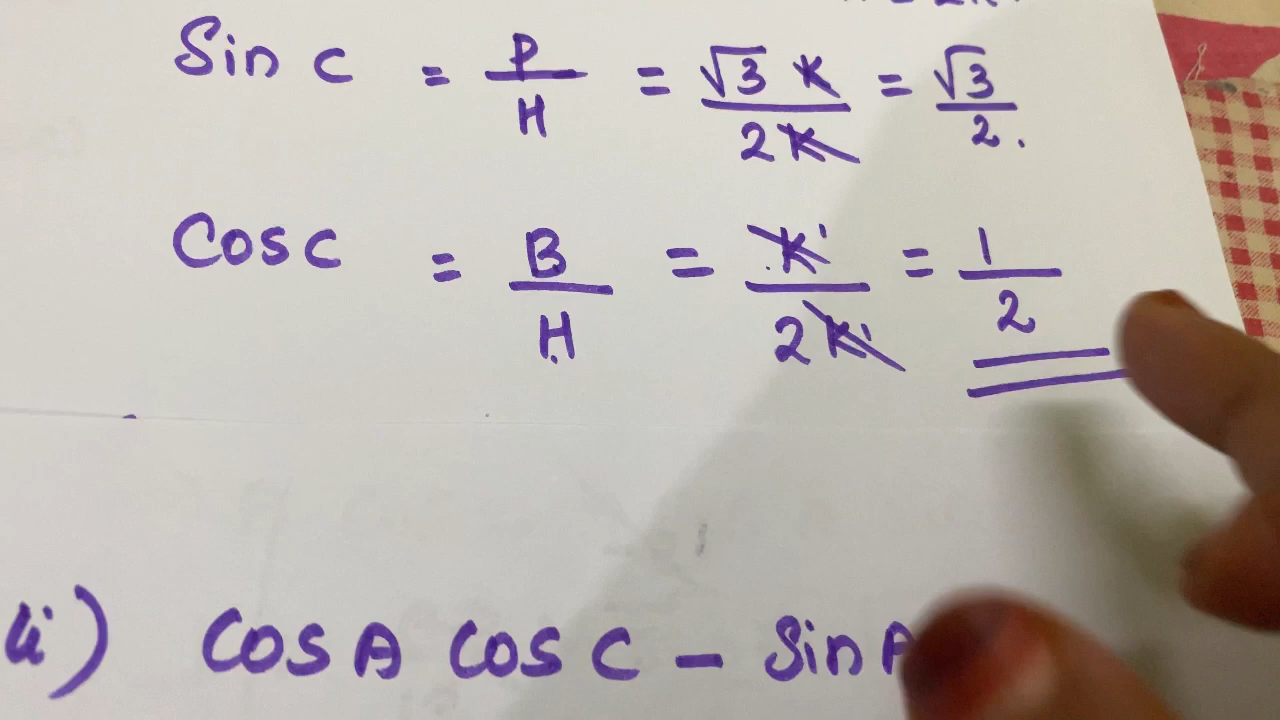 Sin C = P/H = √3 K/2K = √3/2.
Cos C = B/H = K/2K = 1/2
ii) Cos A Cos C - Sin A